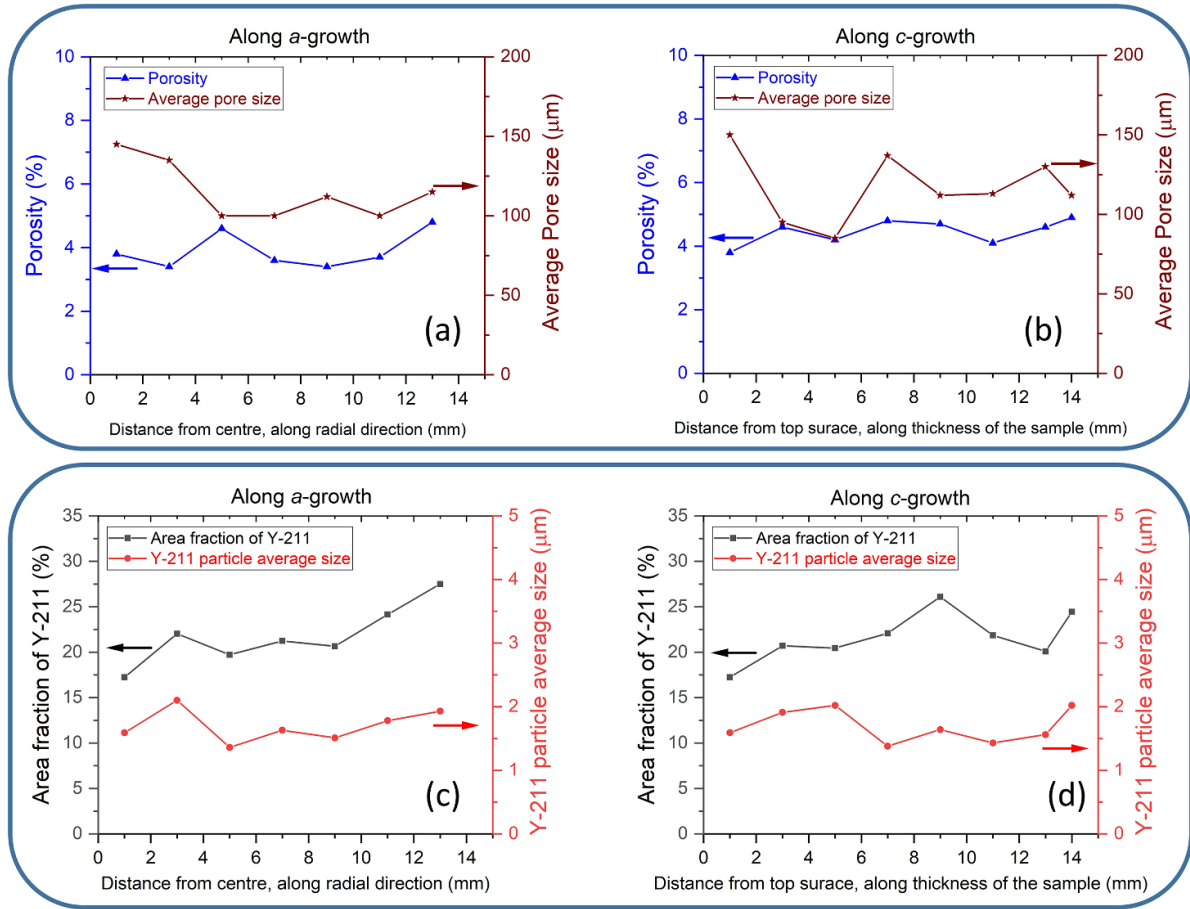 Along a-growth
Porosity
Average pore size
Porosity (%)
Average Pore size (μm)
0
2
4
6
8
10
0
50
100
150
200
0 2 4 6 8 10 12 14
(a)
Distance from centre, along radial direction (mm)
Along c-growth
Porosity
Average pore size
Porosity (%)
Average Pore size (μm)
0
2
4
6
8
10
0
50
100
150
200
0 2 4 6 8 10 12 14
(b)
Distance from top surace, along thickness of the sample (mm)
Along a-growth
Area fraction of Y-211
Y-211 particle average size
Area fraction of Y-211 (%)
Y-211 particle average size (μm)
0
5
10
15
20
25
30
35
0
1
2
3
4
5
0 2 4 6 8 10 12 14
(c)
Distance from centre, along radial direction (mm)
Along c-growth
Area fraction of Y-211
Y-211 particle average size
Area fraction of Y-211 (%)
Y-211 particle average size (μm)
0
5
10
15
20
25
30
35
0
1
2
3
4
5
0 2 4 6 8 10 12 14
(d)
Distance from top surace, along thickness of the sample (mm)